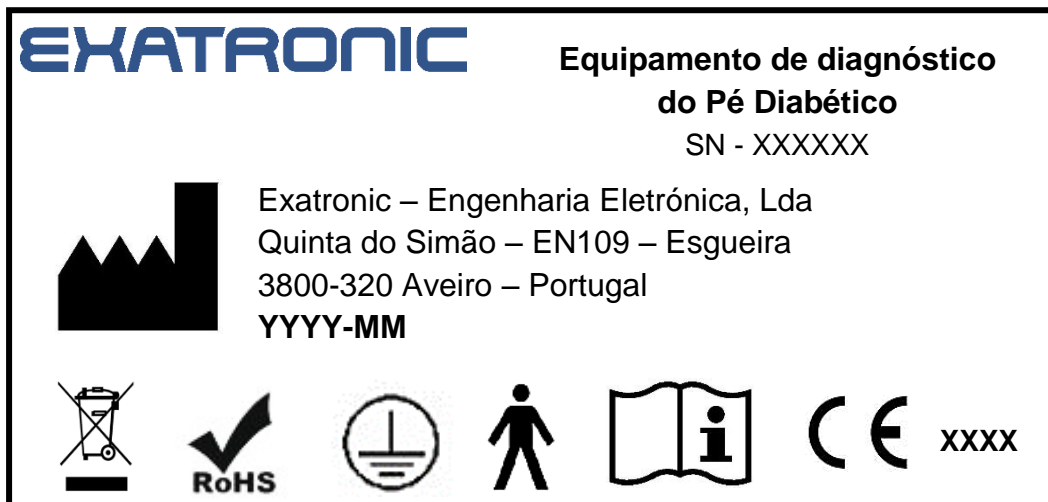 EXATRONIC
Equipamento de diagnóstico
do Pé Diabético
SN - XXXXXX
Exatronic – Engenharia Eletrónica, Lda
Quinta do Simão – EN109 – Esgueira
3800-320 Aveiro – Portugal
YYYY-MM
RoHS
i
CE XXXX